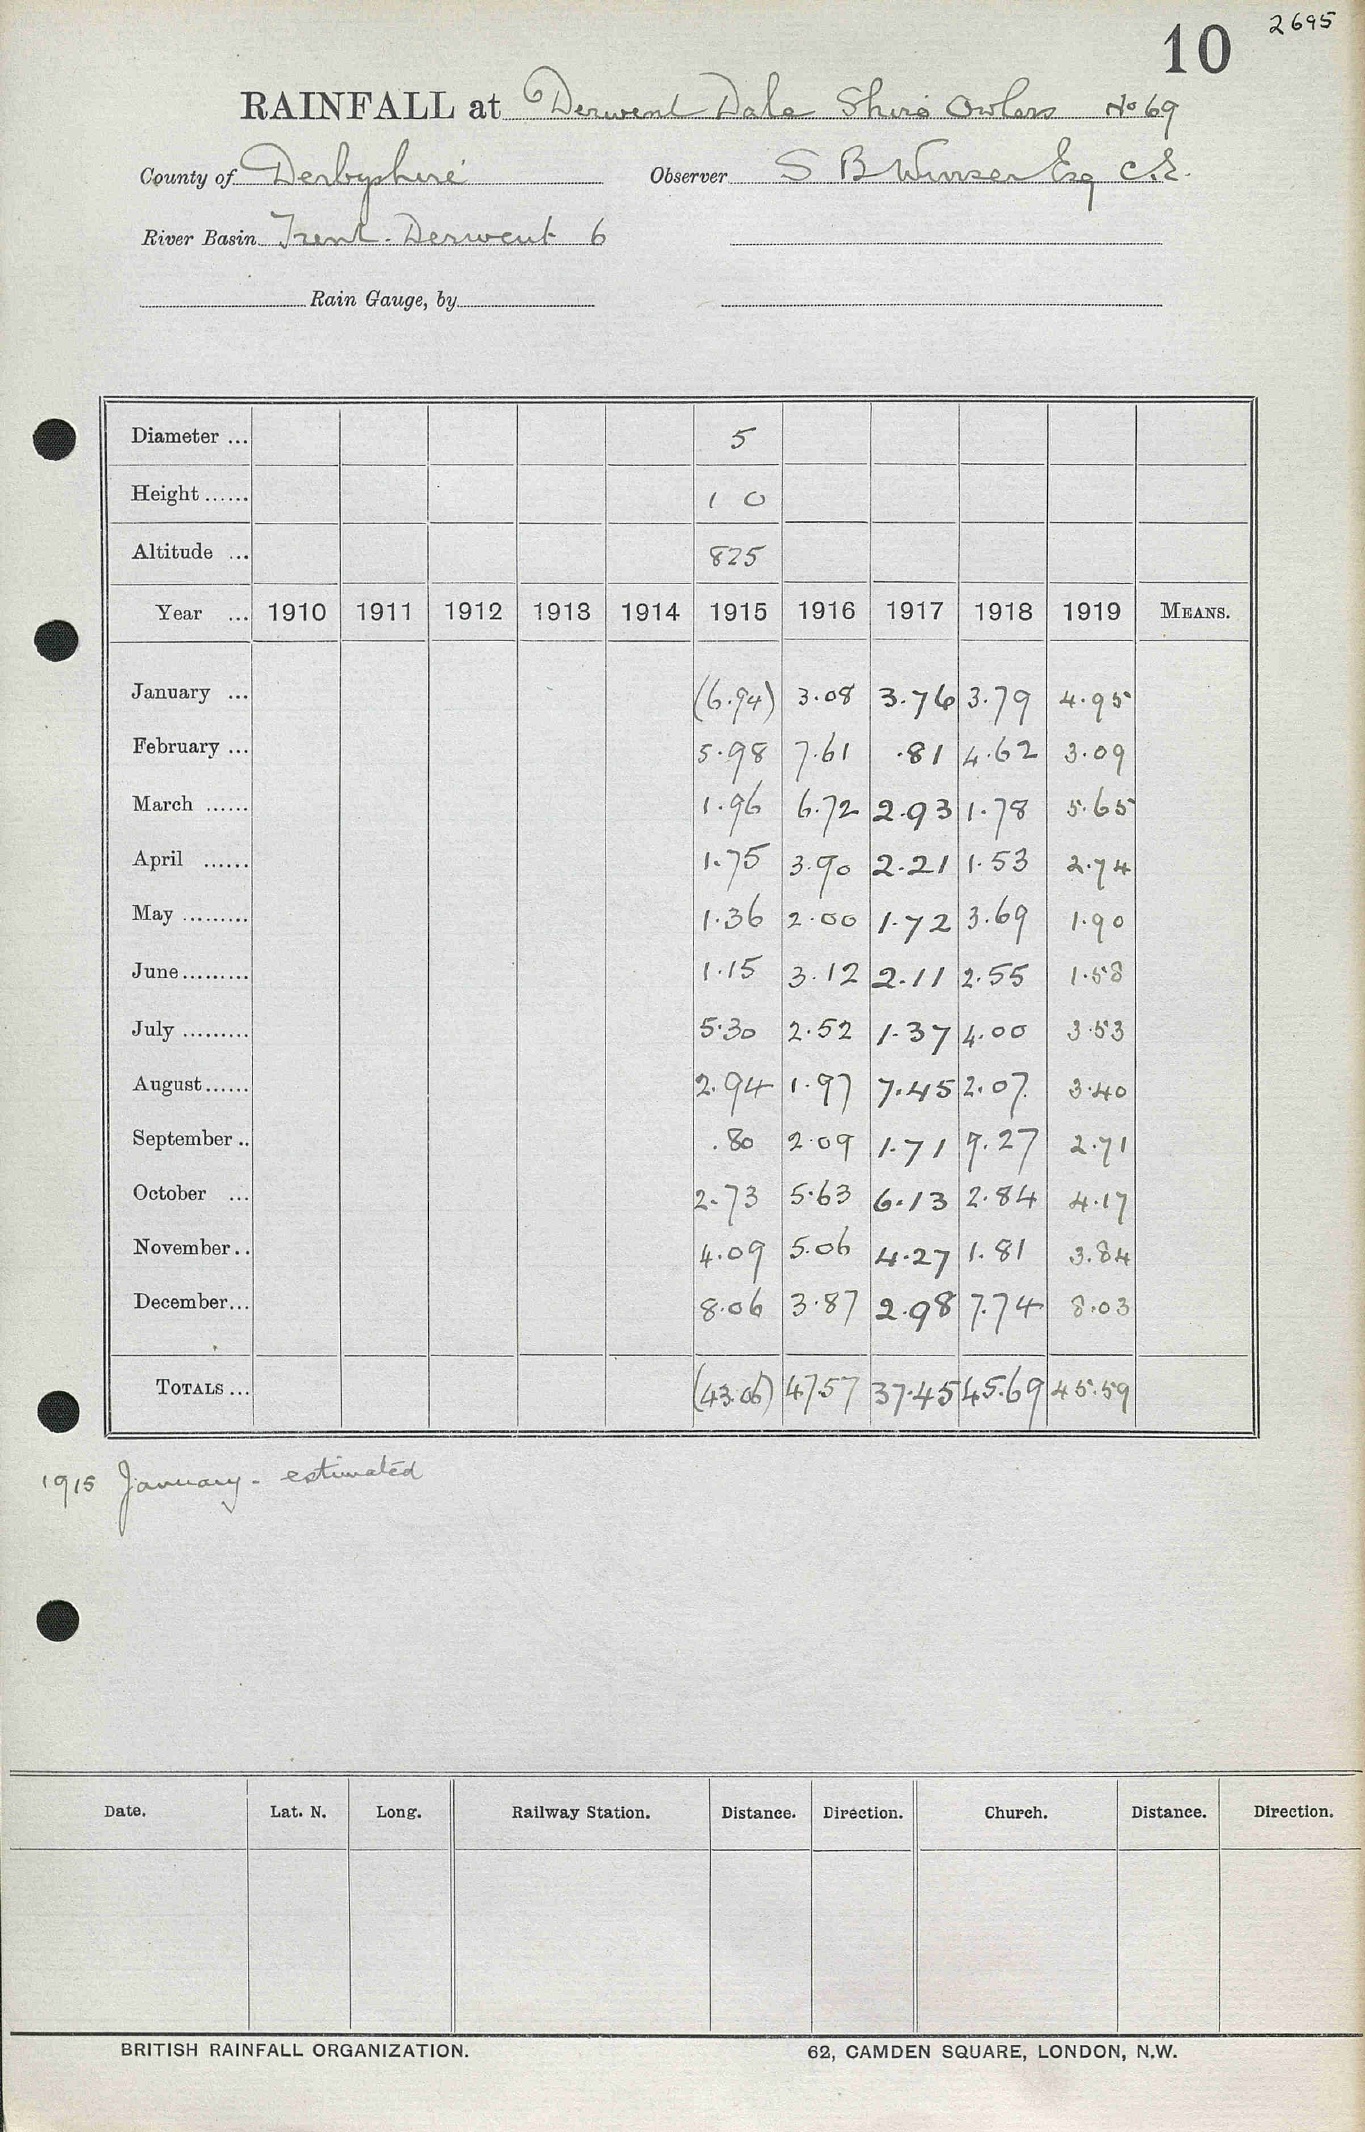 2695
10
RAINFALL at Derwent Dale Shire Owlers No 69
County of Derbyshire Observer S B Winser Esq C.E.
River Basin Trent. Derwent 6
Rain Gauge, by
Diameter ... 5
Height ...... 1 0
Altitude ... 825
Year ... 1910 1911 1912 1913 1914 1915 1916 1917 1918 1919 MEANS.
January ... (6.94) 3.08 3.76 3.79 4.95
February ... 5.98 7.61 .81 4.62 3.09
March ...... 1.96 6.72 2.93 1.78 5.65
April ...... 1.75 3.90 2.21 1.53 2.74
May ......... 1.36 2.00 1.72 3.69 1.90
June......... 1.15 3.12 2.11 2.55 1.58
July ......... 5.30 2.52 1.37 4.00 3.53
August...... 2.94 1.97 7.45 2.07 3.40
September .. .80 2.09 1.71 9.27 2.71
October ... 2.73 5.63 6.13 2.84 4.17
November .. 4.09 5.06 4.27 1.81 3.84
December... 8.06 3.87 2.98 7.74 8.03
TOTALS ... (43.06) 47.57 37.45 45.69 45.59
1915 January - estimated
Date. Lat. N. Long. Railway Station. Distance. Direction. Church. Distance. Direction.
BRITISH RAINFALL ORGANIZATION. 62, CAMDEN SQUARE, LONDON, N.W.